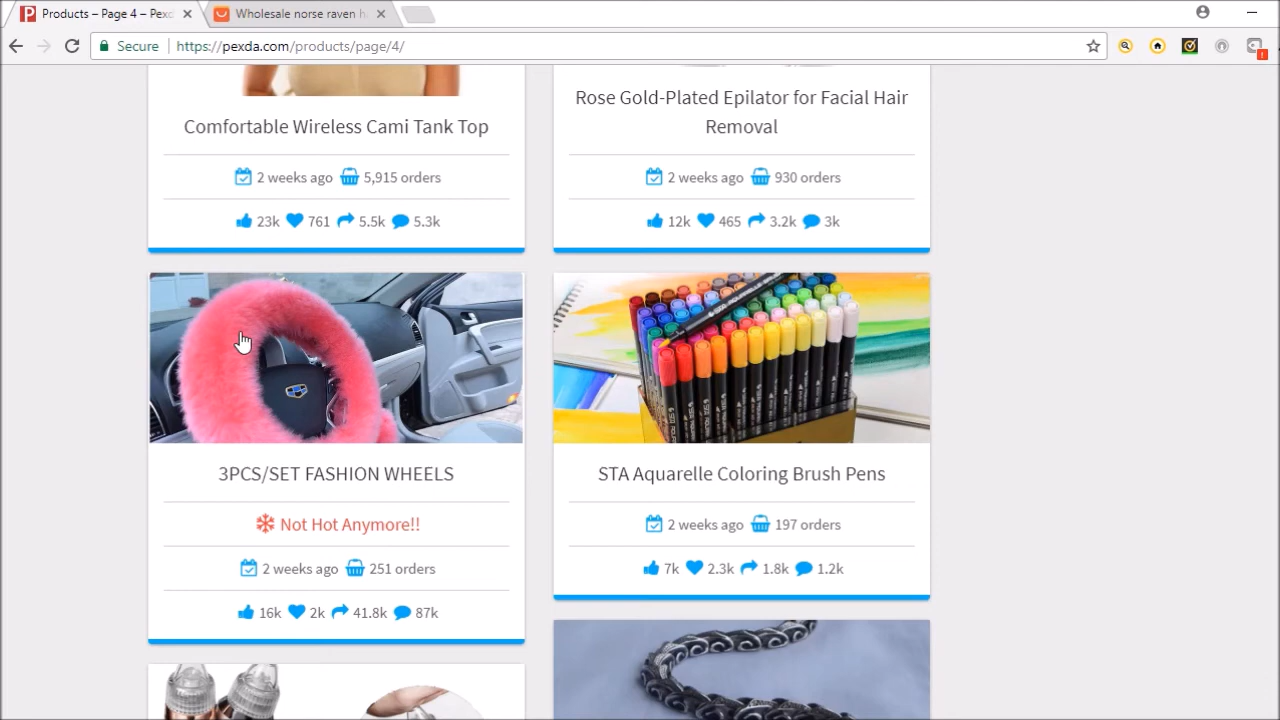 Products – Page 4 – Pexd
Wholesale norse raven h
Secure
https://pexda.com/products/page/4/
Comfortable Wireless Cami Tank Top
2 weeks ago 5,915 orders
23k 761 5.5k 5.3k
Rose Gold-Plated Epilator for Facial Hair
Removal
2 weeks ago 930 orders
12k 465 3.2k 3k
3PCS/SET FASHION WHEELS
Not Hot Anymore!!
2 weeks ago 251 orders
16k 2k 41.8k 87k
STA Aquarelle Coloring Brush Pens
2 weeks ago 197 orders
7k 2.3k 1.8k 1.2k